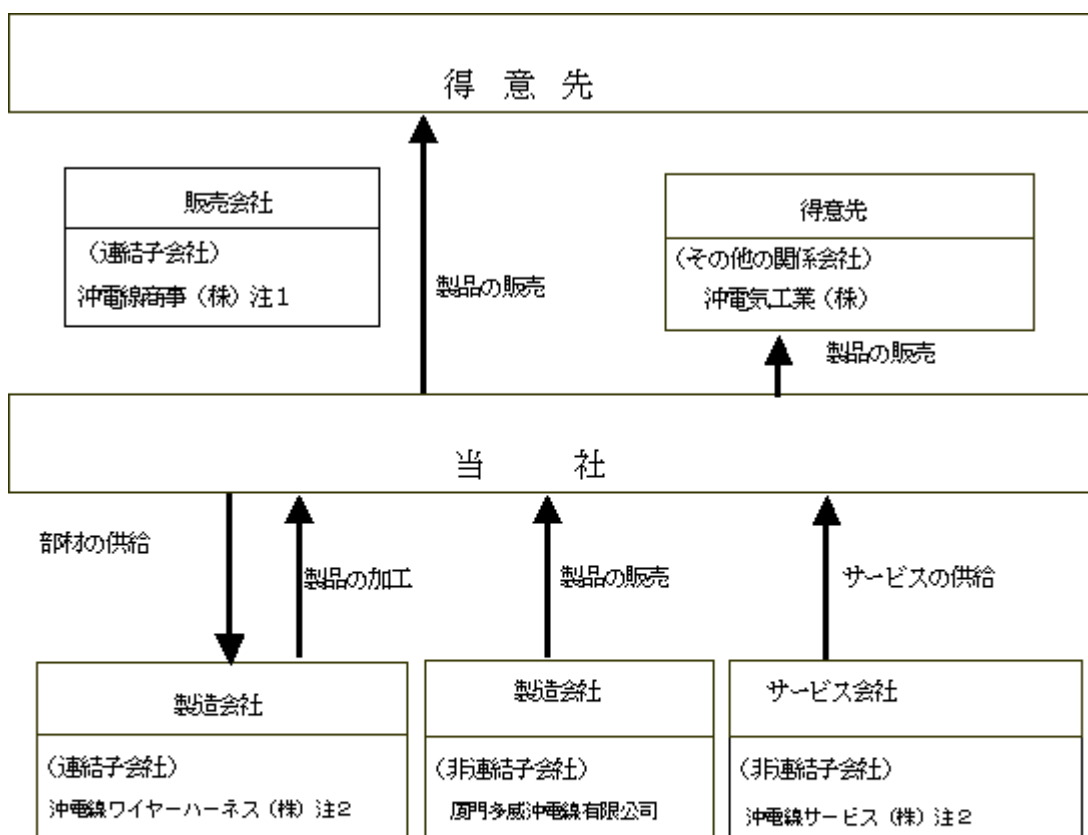 得 意 先
販売会社
(連結子会社)
沖電線商事(株)注1
製品の販売
得意先
(その他の関係会社)
沖電気工業(株)
製品の販売
当 社
部材の供給
製品の加工
製品の販売
サービスの供給
製造会社
(連結子会社)
沖電線ワイヤーハーネス(株)注2
製造会社
(非連結子会社)
厦門多威沖電線有限公司
サービス会社
(非連結子会社)
沖電線サービス(株)注2